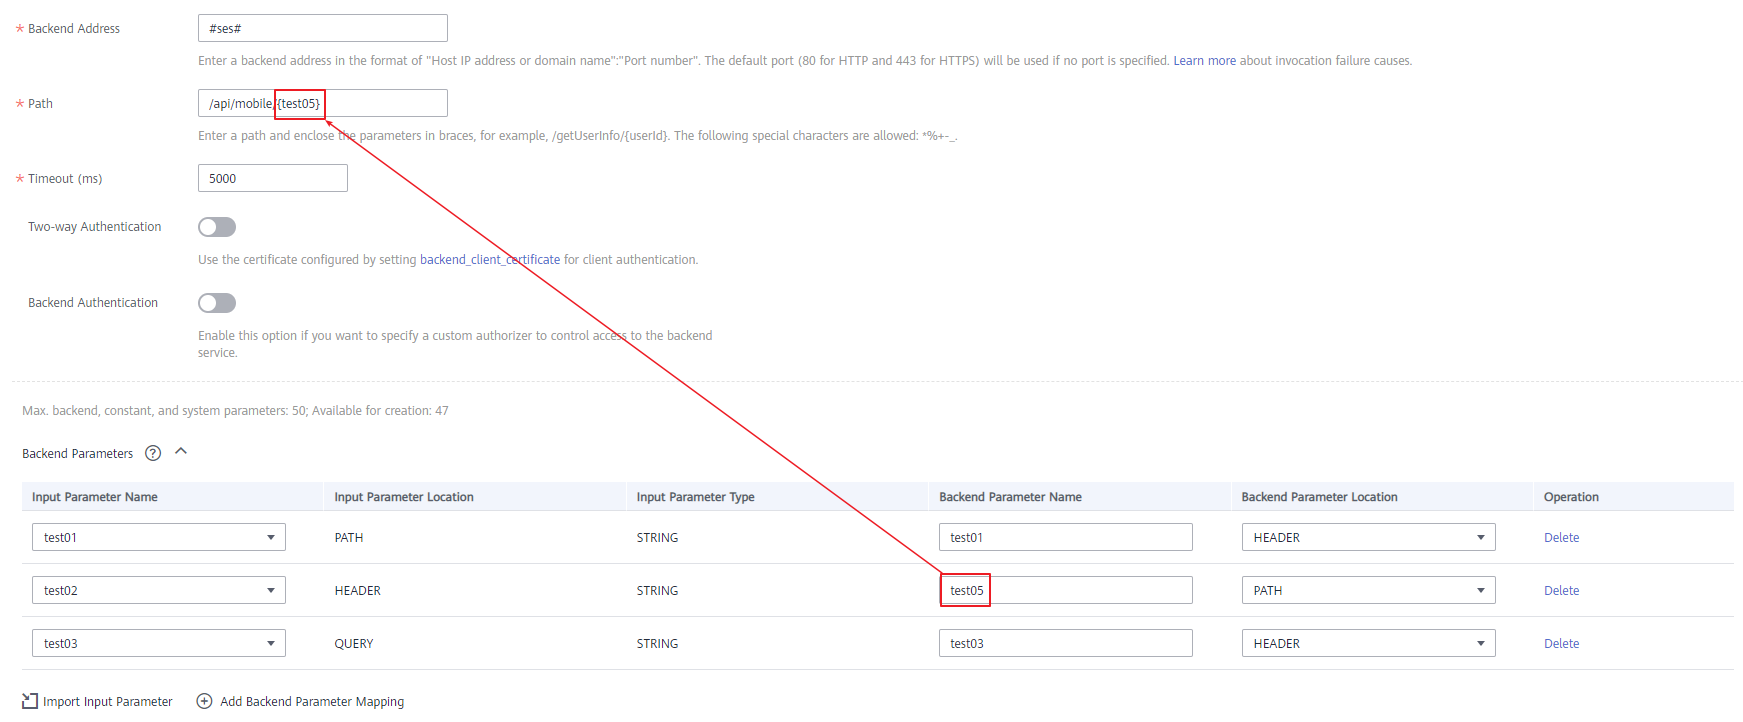 * Backend Address #ses#
Enter a backend address in the format of "Host IP address or domain name":"Port number". The default port (80 for HTTP and 443 for HTTPS) will be used if no port is specified. Learn more about invocation failure causes.
* Path /api/mobile/{test05}
Enter a path and enclose the parameters in braces, for example, /getUserInfo/{userId}. The following special characters are allowed: *%+-_.
* Timeout (ms) 5000
Two-way Authentication
Use the certificate configured by setting backend_client_certificate for client authentication.
Backend Authentication
Enable this option if you want to specify a custom authorizer to control access to the backend
service.
Max. backend, constant, and system parameters: 50; Available for creation: 47
Backend Parameters ?
Input Parameter Name Input Parameter Location Input Parameter Type Backend Parameter Name Backend Parameter Location Operation
test01 PATH STRING test01 HEADER Delete
test02 HEADER STRING test05 PATH Delete
test03 QUERY STRING test03 HEADER Delete
Import Input Parameter Add Backend Parameter Mapping